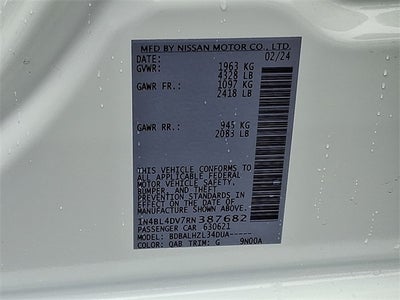 MFD BY NISSAN MOTOR CO., LTD.
DATE: 02/24
GVWR: 1963 KG
4328 LB
GAWR FR.: 1097 KG
2418 LB
GAWR RR.: 945 KG
2083 LB
THIS VEHICLE CONFORMS TO
ALL APPLICABLE FEDERAL
MOTOR VEHICLE SAFETY,
BUMPER, AND THEFT
PREVENTION STANDARDS IN
EFFECT ON THE DATE OF
MANUFACTURE SHOWN ABOVE.
1N4BL4DV7RN387682
PASSENGER CAR 630621
MODEL: BDBALHZL34DUA-----
COLOR: QAB TRIM: G 9N00A